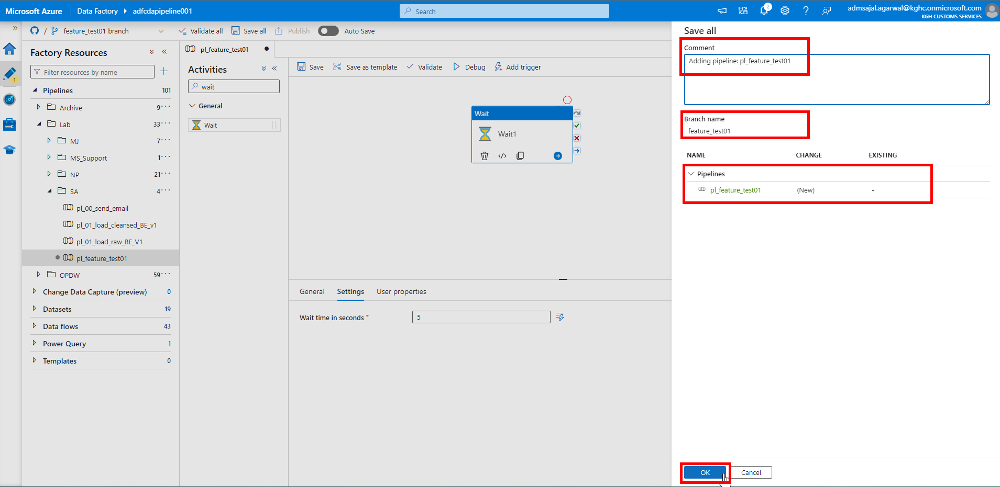 Microsoft Azure
Data Factory
adfcdapipeline001
Search
2
admsajal.agarwal@kghc.onmicrosoft.com
KGH CUSTOMS SERVICES
/
feature_test01 branch
Validate all
Save all
Publish
Auto Save
1
Factory Resources
Filter resources by name
Pipelines 101
Archive 9
Lab 33
MJ 7
MS_Support 1
NP 21
SA 4
pl_00_send_email
pl_01_load_cleansed_BE_v1
pl_01_load_raw_BE_V1
pl_feature_test01
OPDW 59
Change Data Capture (preview) 0
Datasets 19
Data flows 43
Power Query 1
Templates 0
pl_feature_test01
Activities
wait
General
Wait
Save
Save as template
Validate
Debug
Add trigger
Wait
Wait1
General
Settings
User properties
Wait time in seconds *
5
Save all
Comment
Adding pipeline: pl_feature_test01
Branch name
feature_test01
NAME CHANGE EXISTING
Pipelines
pl_feature_test01 (New) -
OK
Cancel